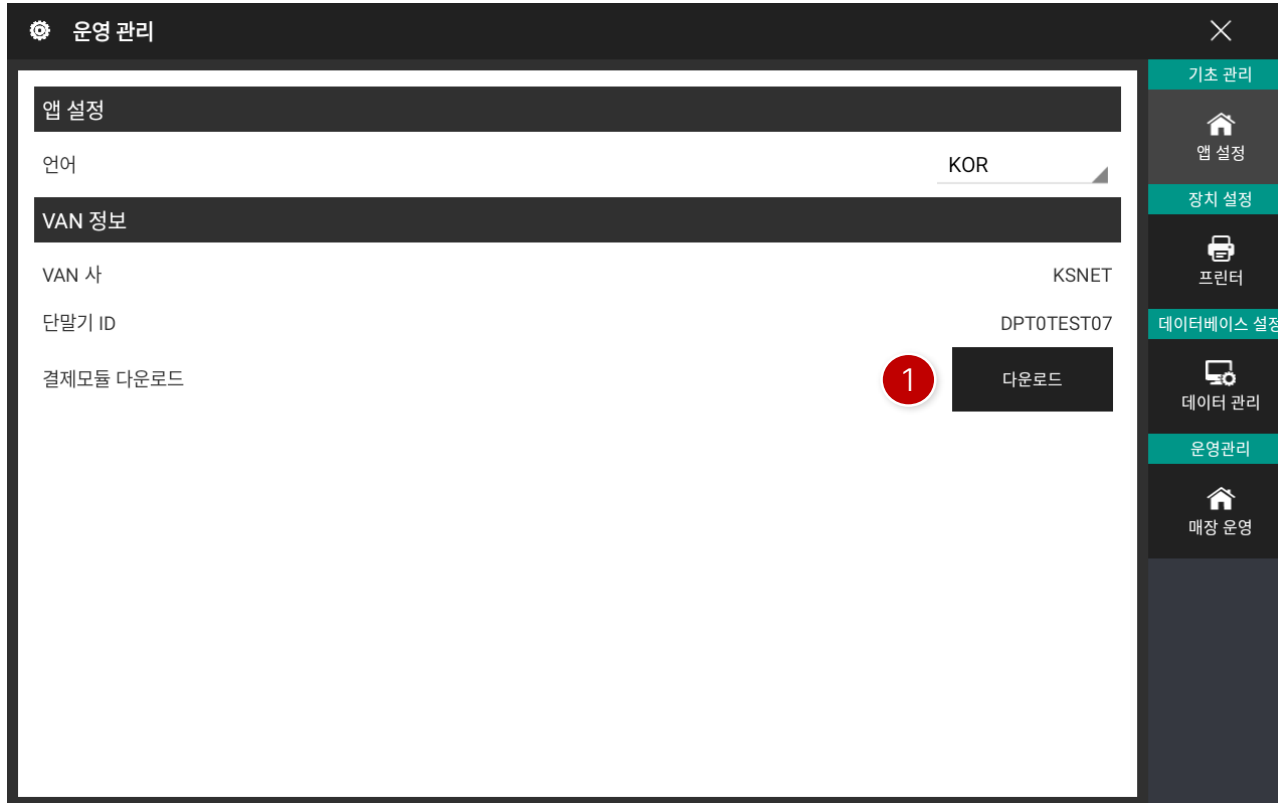 운영 관리
앱 설정
언어
KOR
VAN 정보
VAN 사
KSNET
단말기 ID
DPT0TEST07
결제모듈 다운로드
1
다운로드
기초 관리
앱 설정
장치 설정
프린터
데이터베이스 설정
데이터 관리
운영관리
매장 운영